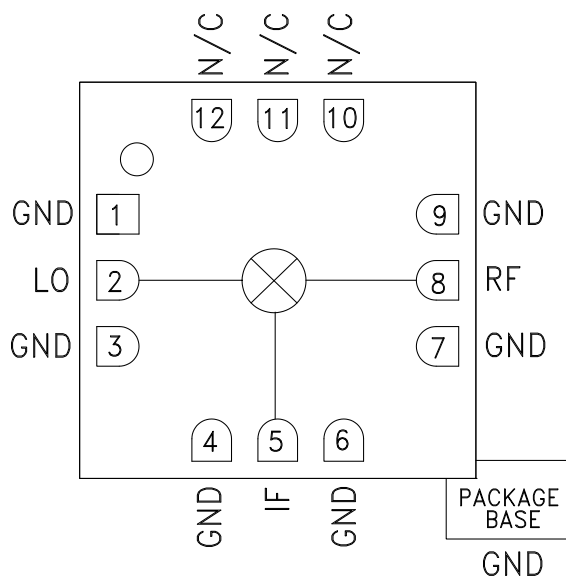 N/C N/C N/C
12 11 10
GND 1 9 GND
LO 2 8 RF
GND 3 7 GND
4 5 6
GND IF GND
PACKAGE
BASE
GND